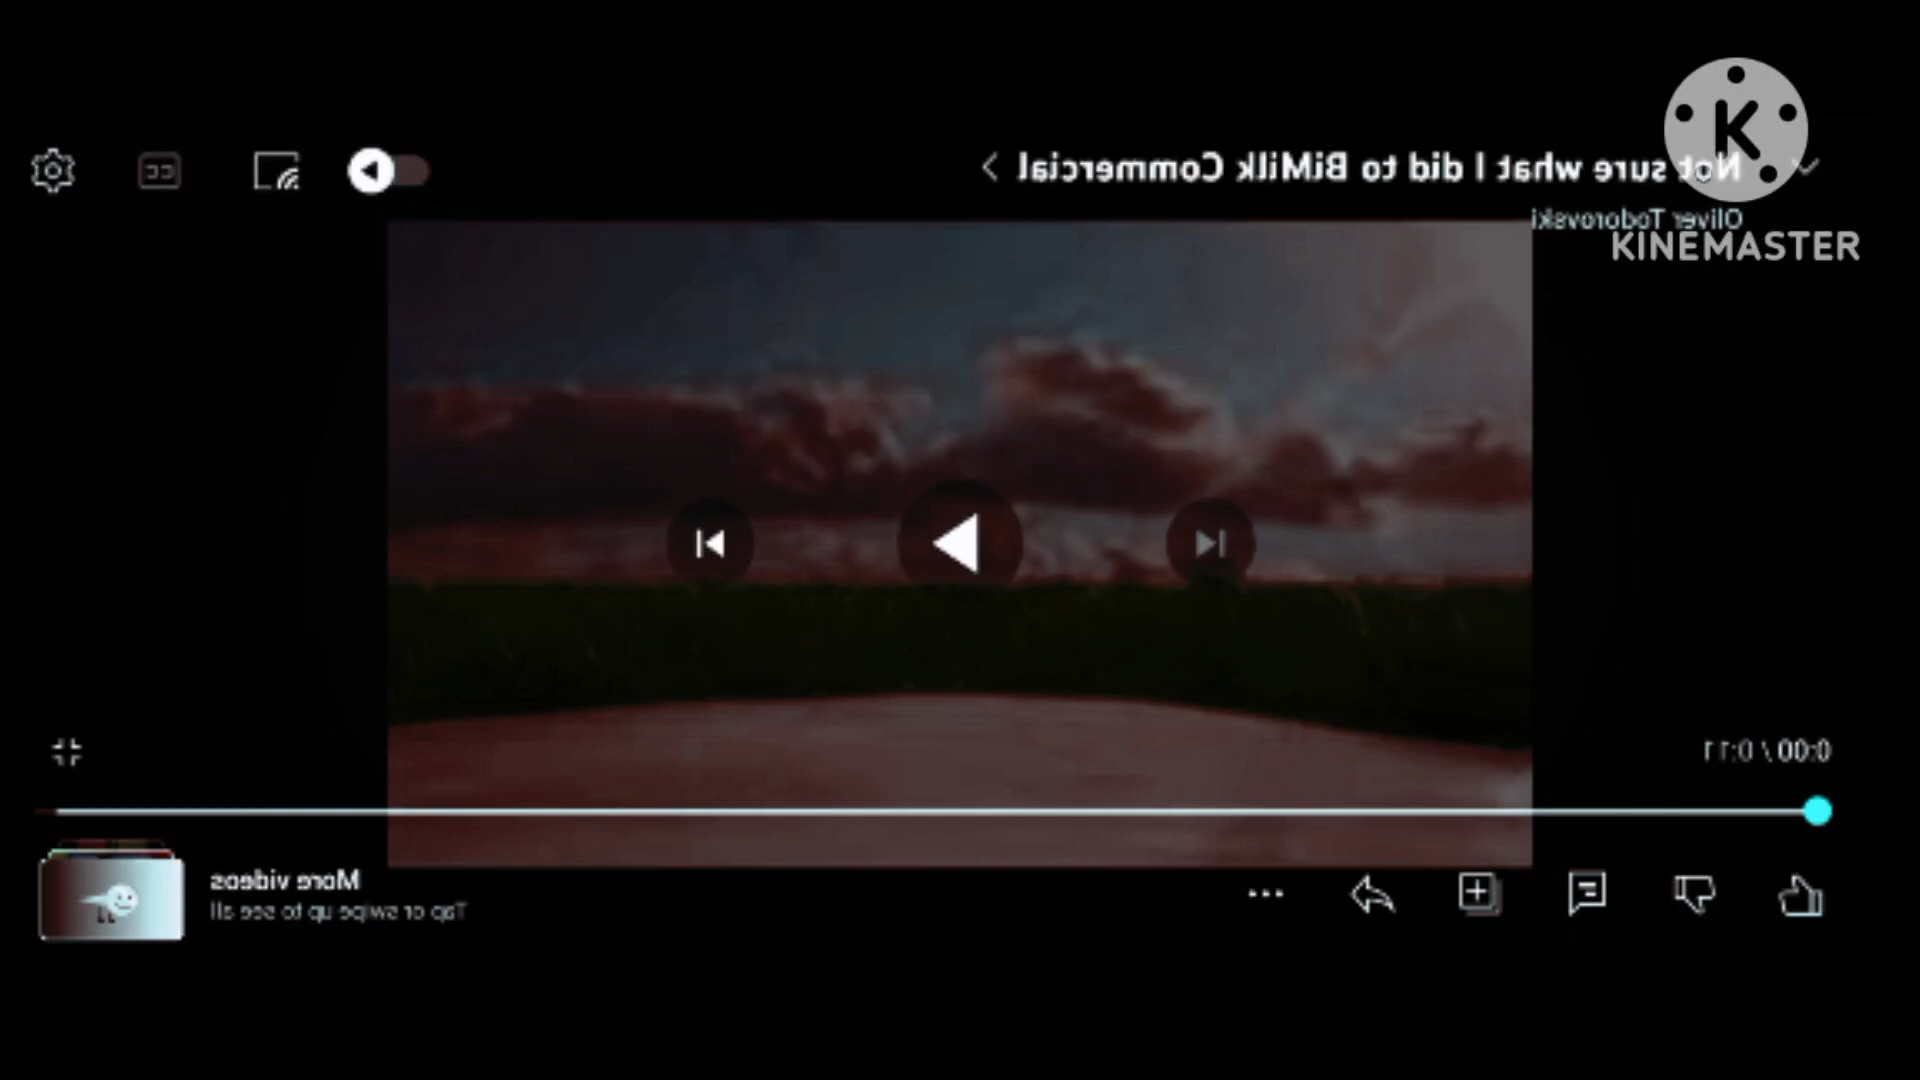 Not sure what I did to BiMilk Commercial
Oliver Todorovski
K
KINEMASTER
CC
0:00 / 0:11
More videos
Tap or swipe up to see all